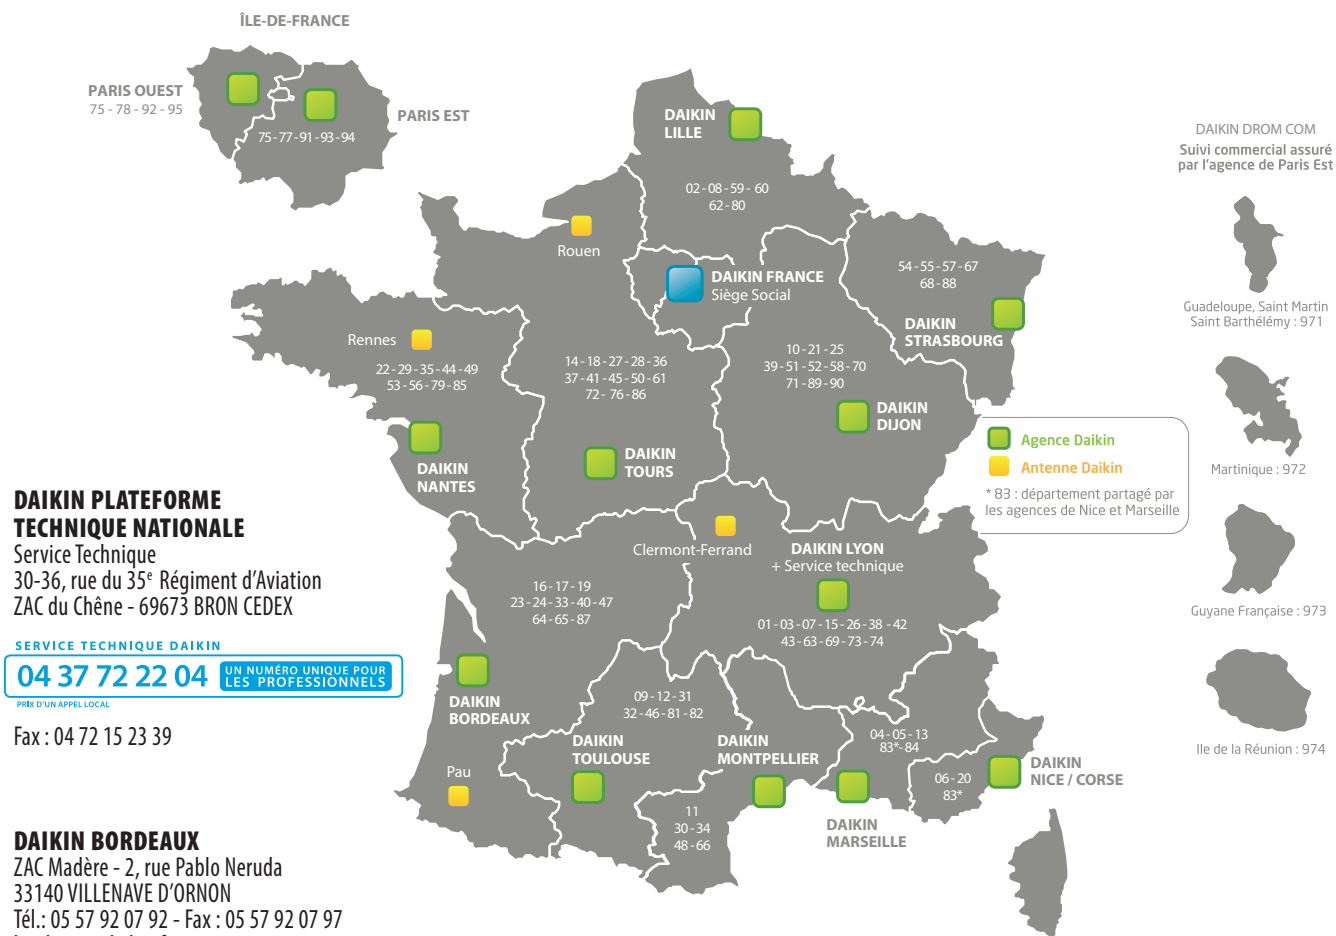 ÎLE-DE-FRANCE
PARIS OUEST
75 - 78 - 92 - 95
PARIS EST
75 - 77 - 91 - 93 - 94
DAIKIN
LILLE
02 - 08 - 59 - 60
62 - 80
Rouen
DAIKIN FRANCE
Siège Social
54 - 55 - 57 - 67
68 - 88
DAIKIN
STRASBOURG
Rennes
22 - 29 - 35 - 44 - 49
53 - 56 - 79 - 85
DAIKIN
NANTES
14 - 18 - 27 - 28 - 36
37 - 41 - 45 - 50 - 61
72 - 76 - 86
DAIKIN
TOURS
10 - 21 - 25
39 - 51 - 52 - 58 - 70
71 - 89 - 90
DAIKIN
DIJON
Agence Daikin
Antenne Daikin
* 83 : département partagé par
les agences de Nice et Marseille
Clermont-Ferrand
DAIKIN LYON
+ Service technique
01 - 03 - 07 - 15 - 26 - 38 - 42
43 - 63 - 69 - 73 - 74
16 - 17 - 19
23 - 24 - 33 - 40 - 47
64 - 65 - 87
DAIKIN
BORDEAUX
Pau
09 - 12 - 31
32 - 46 - 81 - 82
DAIKIN
TOULOUSE
DAIKIN
MONTPELLIER
11
30 - 34
48 - 66
04 - 05 - 13
83*- 84
DAIKIN
MARSEILLE
06 - 20
83*
DAIKIN
NICE / CORSE
DAIKIN DROM COM
Suivi commercial assuré
par l'agence de Paris Est
Guadeloupe, Saint Martin
Saint Barthélémy : 971
Martinique : 972
Guyane Française : 973
Ile de la Réunion : 974
DAIKIN PLATEFORME
TECHNIQUE NATIONALE
Service Technique
30-36, rue du 35e Régiment d'Aviation
ZAC du Chêne - 69673 BRON CEDEX
SERVICE TECHNIQUE DAIKIN
04 37 72 22 04
UN NUMÉRO UNIQUE POUR
LES PROFESSIONNELS
PRIX D'UN APPEL LOCAL
Fax : 04 72 15 23 39
DAIKIN BORDEAUX
ZAC Madère - 2, rue Pablo Neruda
33140 VILLENAVE D'ORNON
Tél.: 05 57 92 07 92 - Fax : 05 57 92 07 97